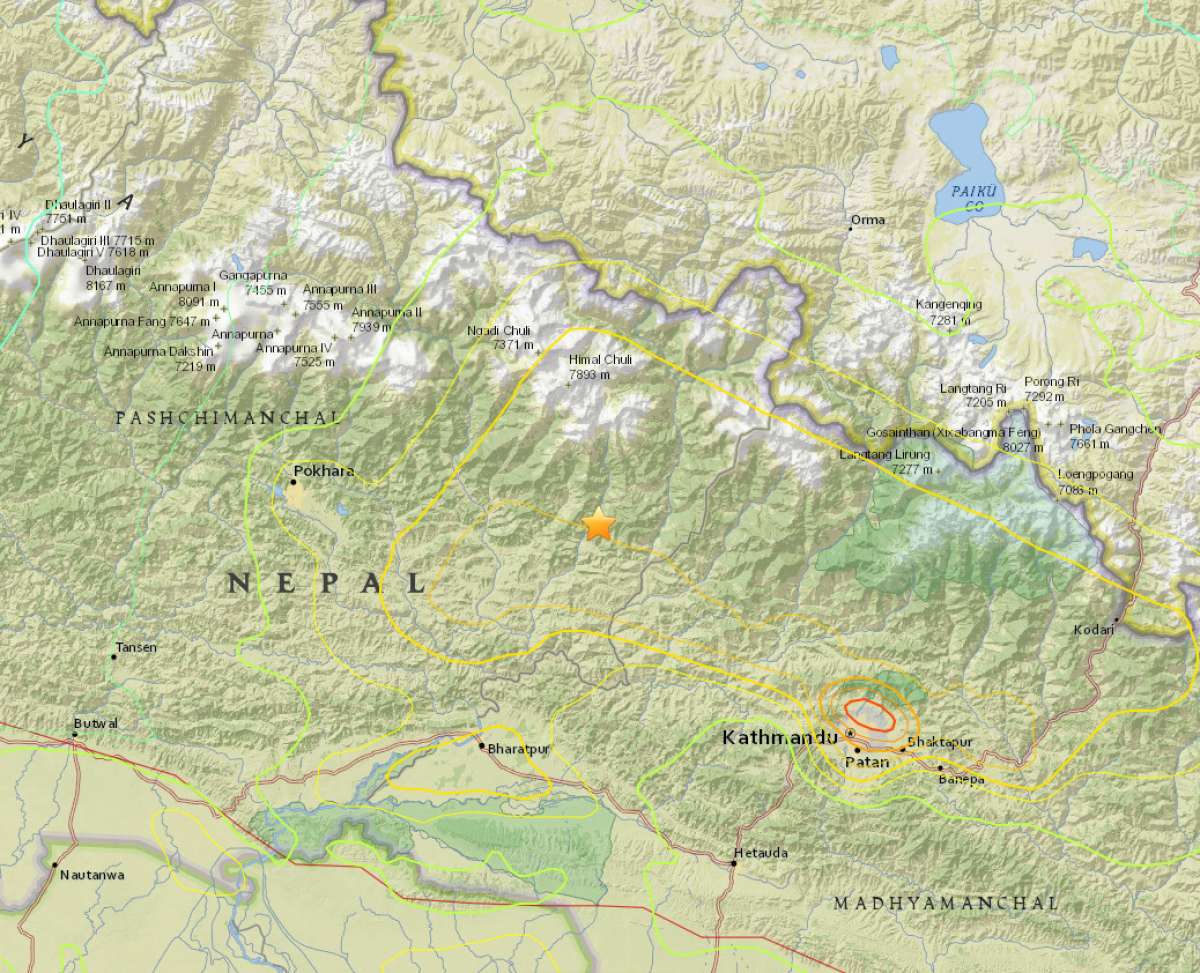 Y
A
PAIKU
CO
Orma
ri IV
1 m
Dhaulagiri II
7751 m
Dhaulagiri III 7715 m
Dhaulagiri V 7618 m
Dhaulagiri
8167 m
Gangapurna
7455 m
Annapurna I
8091 m
Annapurna III
7555 m
Annapurna Fang 7647 m
Annapurna II
7939 m
Annapurna
Annapurna Dakshin
7219 m
Annapurna IV
7525 m
Ngadi Chuli
7371 m
Himal Chuli
7893 m
Kangenqing
7281 m
Langtang Ri
7205 m
Porong Ri
7292 m
PASHCHIMANCHAL
Gosainthan (Xixabangma Feng)
8027 m
Phola Gangchen
7661 m
Langtang Lirung
7277 m
Loengpogang
7083 m
Pokhara
NEPAL
Kodari
Tansen
Butwal
Bharatpur
Kathmandu
Bhaktapur
Patan
Banepa
Hetauda
Nautanwa
MADHYAMANCHAL